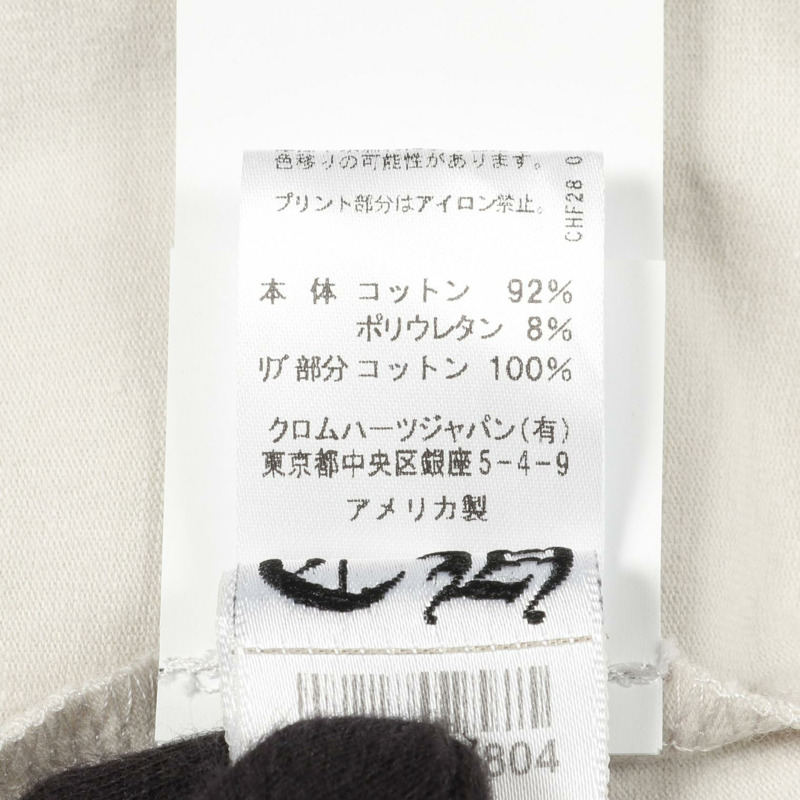 色移りの可能性があります。
プリント部分はアイロン禁止。
CHF28 0
本 体 コットン 92%
ポリウレタン 8%
リブ部分 コットン 100%
クロムハーツジャパン(有)
東京都中央区銀座5-4-9
アメリカ製
804